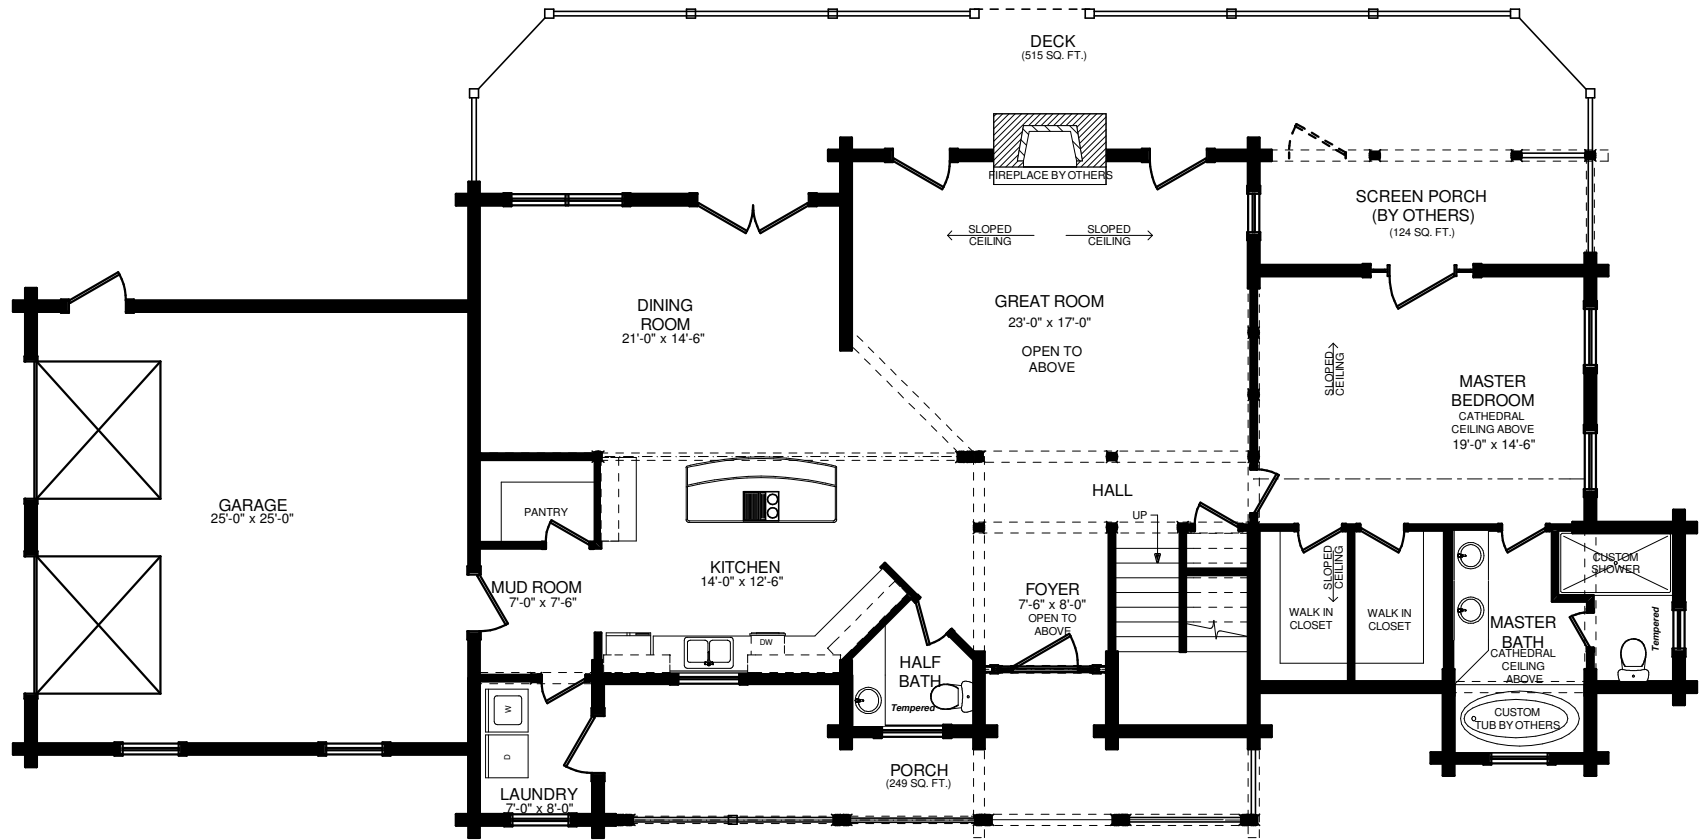 DECK
(515 SQ. FT.)
FIREPLACE BY OTHERS
SCREEN PORCH
(BY OTHERS)
(124 SQ. FT.)
SLOPED
CEILING
SLOPED
CEILING
DINING
ROOM
21'-0" x 14'-6"
GREAT ROOM
23'-0" x 17'-0"
OPEN TO
ABOVE
SLOPED
CEILING
MASTER
BEDROOM
CATHEDRAL
CEILING ABOVE
19'-0" x 14'-6"
GARAGE
25'-0" x 25'-0"
PANTRY
HALL
UP
KITCHEN
14'-0" x 12'-6"
MUD ROOM
7'-0" x 7'-6"
FOYER
7'-6" x 8'-0"
OPEN TO
ABOVE
SLOPED
CEILING
WALK IN
CLOSET
WALK IN
CLOSET
CUSTOM
SHOWER
MASTER
BATH
CATHEDRAL
CEILING
ABOVE
Tempered
DW
HALF
BATH
Tempered
CUSTOM
TUB BY OTHERS
W
D
LAUNDRY
7'-0" x 8'-0"
PORCH
(249 SQ. FT.)